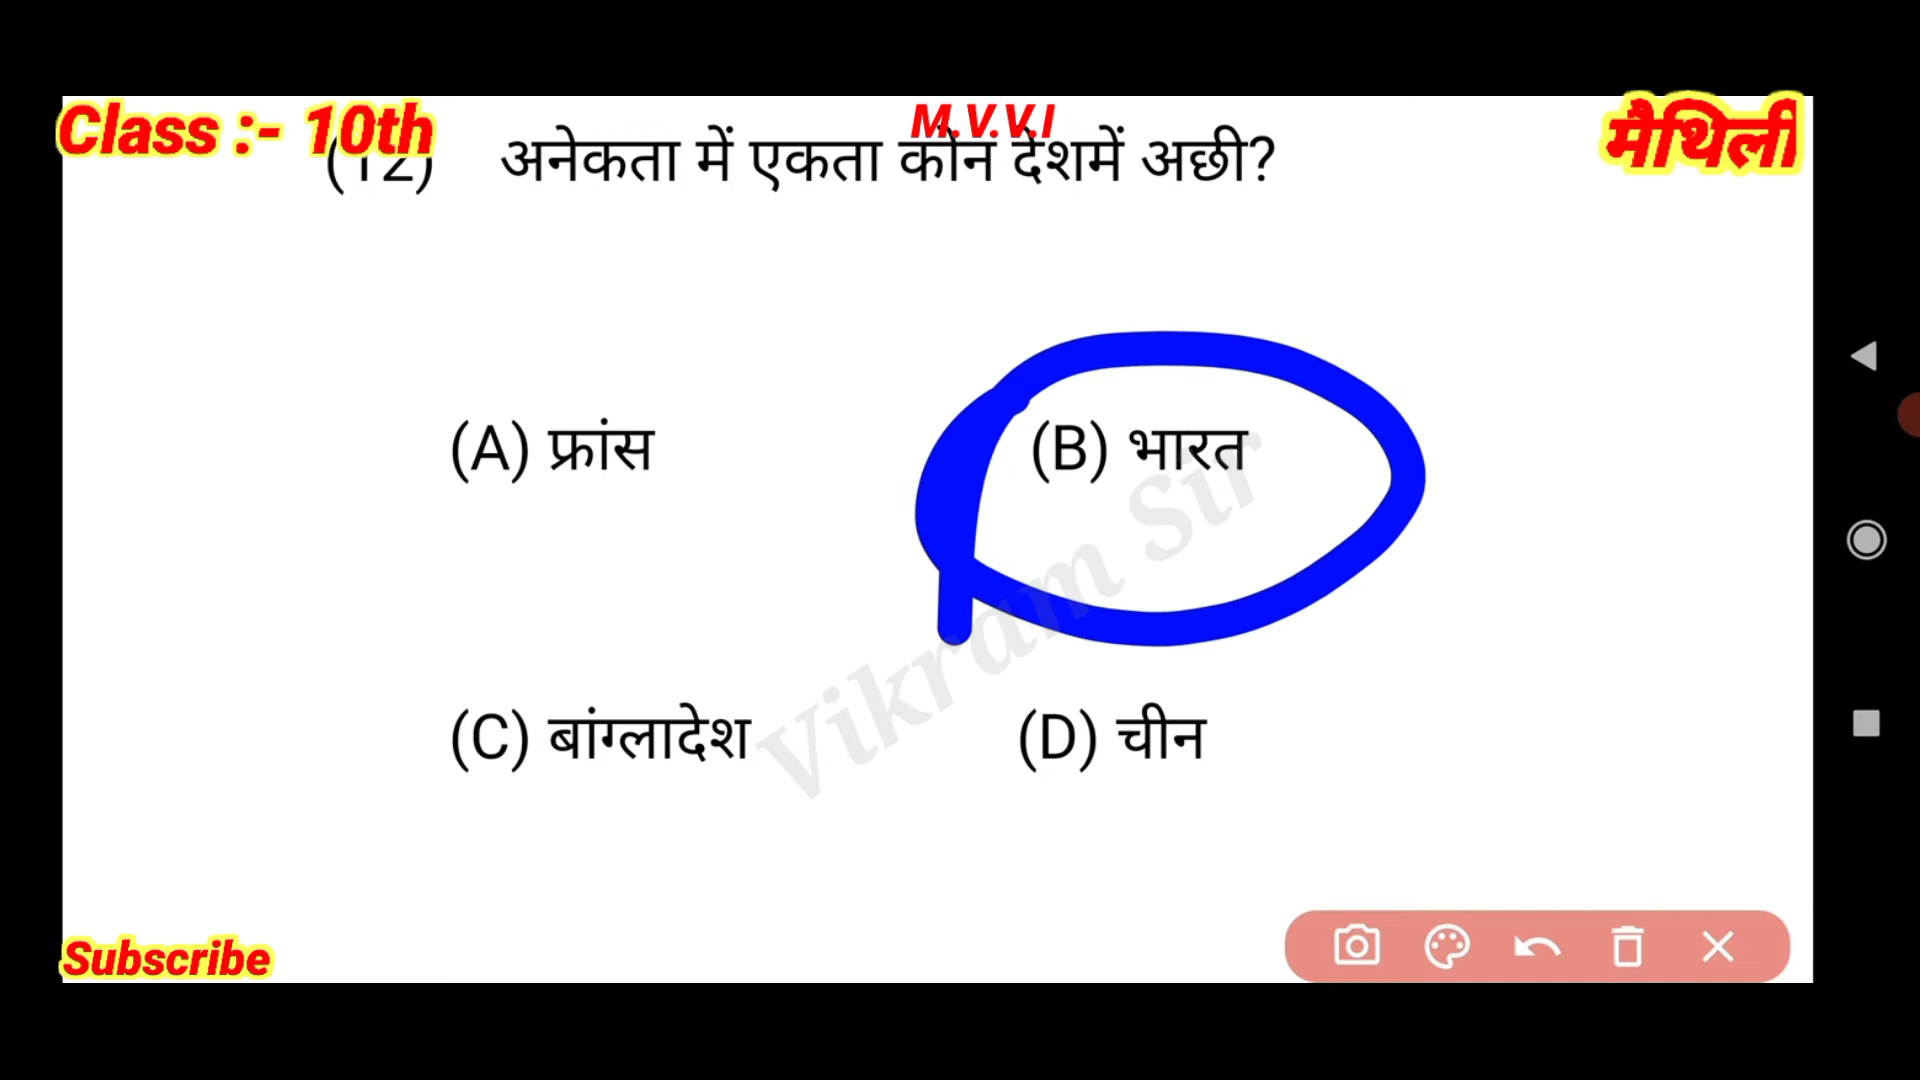 Class :- 10th
M.V.V.I
मैथिली
(12) अनेकता में एकता कौन देशमें अछी?
(A) फ्रांस
(B) भारत
(C) बांग्लादेश
(D) चीन
Vikram Sir
Subscribe